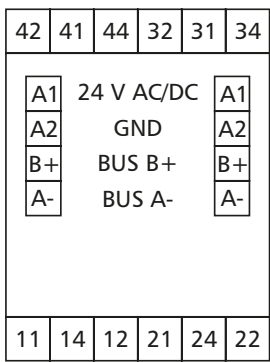 42 41 44 32 31 34
A1 24 V AC/DC A1
A2 GND A2
B+ BUS B+ B+
A- BUS A- A-
11 14 12 21 24 22